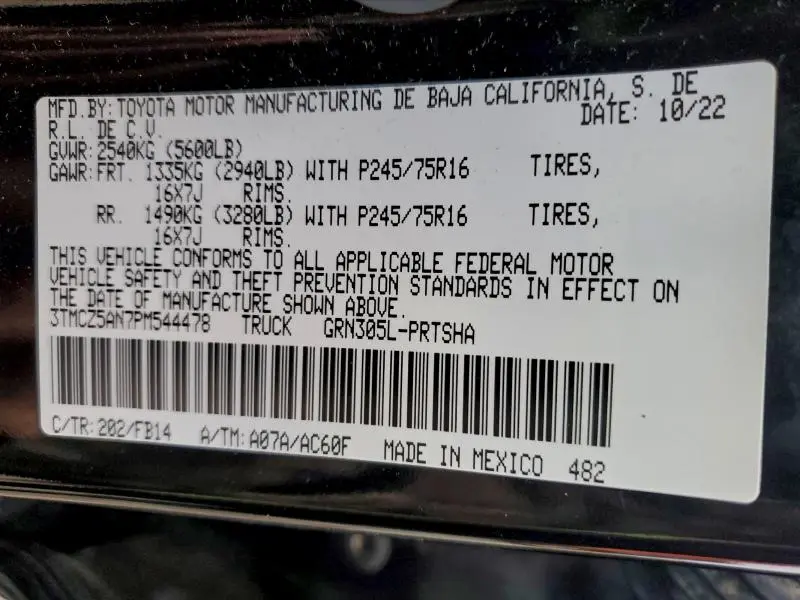 MFD.BY: TOYOTA MOTOR MANUFACTURING DE BAJA CALIFORNIA, S. DE
R.L. DE C.V. DATE: 10/22
GVWR: 2540KG (5600LB)
GAWR: FRT. 1335KG (2940LB) WITH P245/75R16 TIRES,
16X7J RIMS.
RR. 1490KG (3280LB) WITH P245/75R16 TIRES,
16X7J RIMS.
THIS VEHICLE CONFORMS TO ALL APPLICABLE FEDERAL MOTOR
VEHICLE SAFETY AND THEFT PREVENTION STANDARDS IN EFFECT ON
THE DATE OF MANUFACTURE SHOWN ABOVE.
3TMCZ5AN7PM544478 TRUCK GRN305L-PRTSHA
C/TR: 202/FB14 A/TM: A07A/AC60F MADE IN MEXICO 482